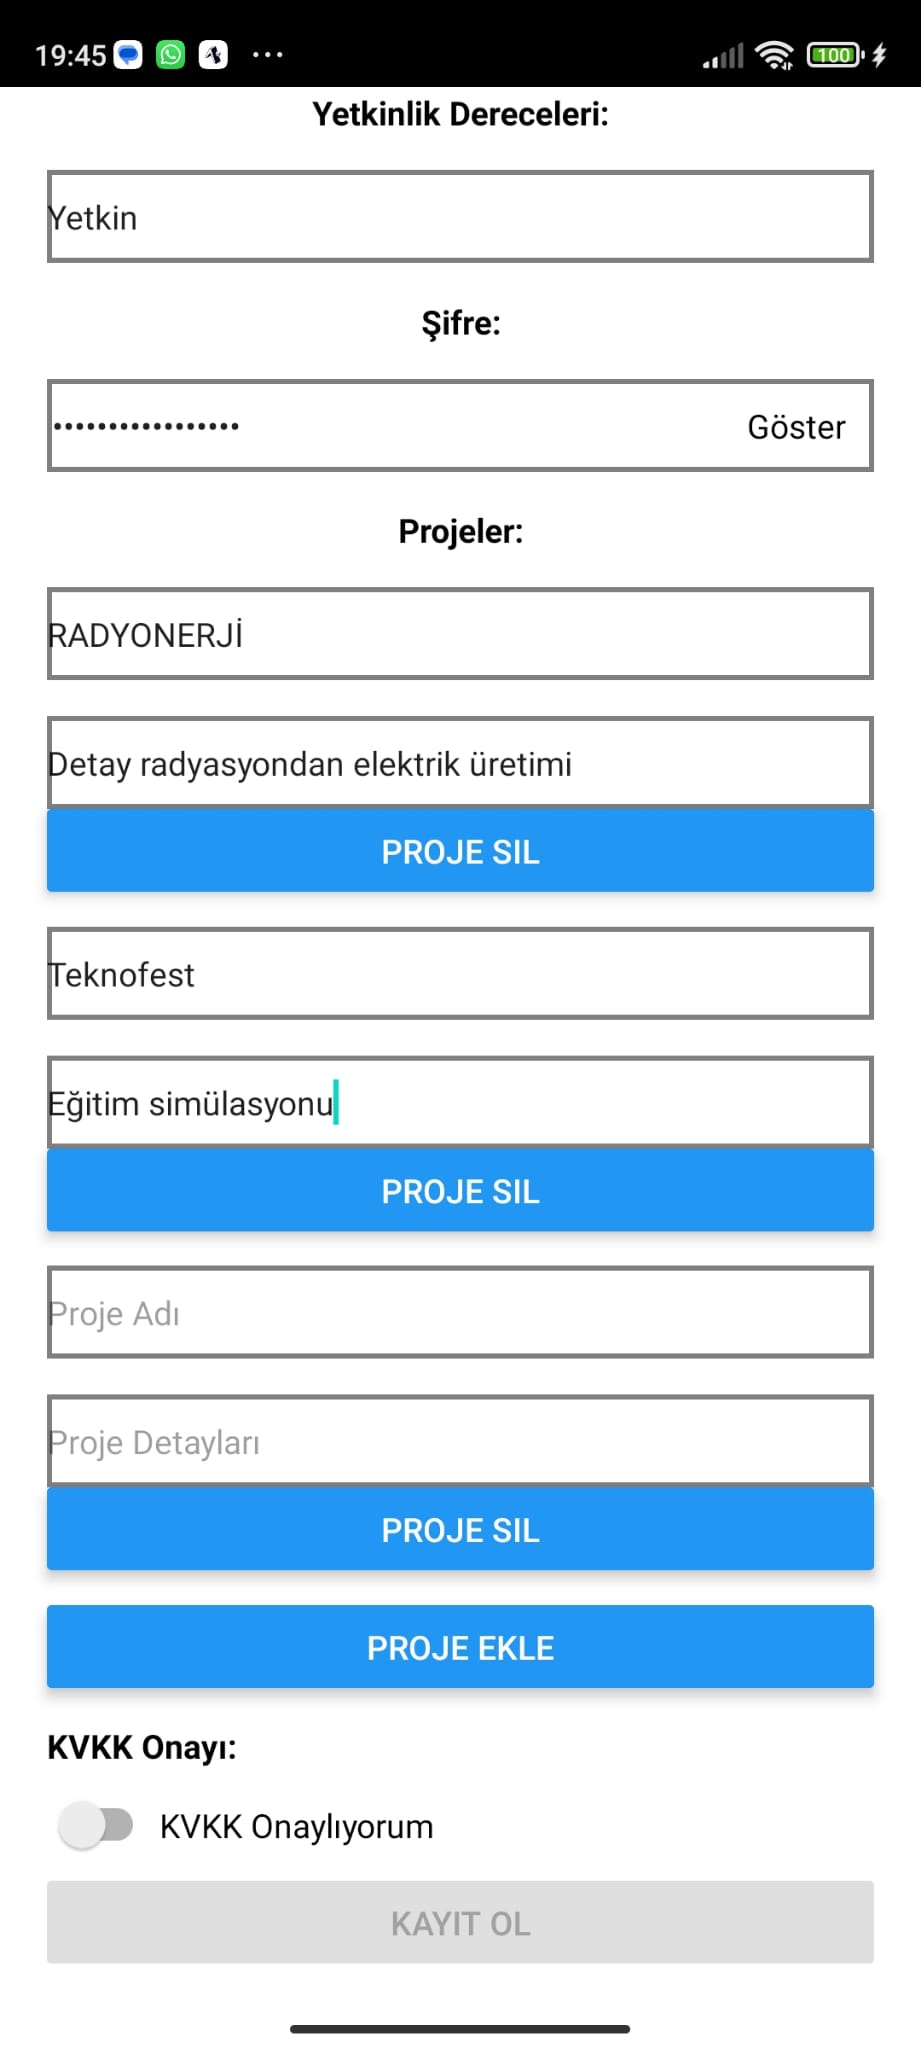 19:45
100
Yetkinlik Dereceleri:
Yetkin
Şifre:
••••••••••••••••• Göster
Projeler:
RADYONERJİ
Detay radyasyondan elektrik üretimi
PROJE SIL
Teknofest
Eğitim simülasyonu
PROJE SIL
Proje Adı
Proje Detayları
PROJE SIL
PROJE EKLE
KVKK Onayı:
KVKK Onaylıyorum
KAYIT OL